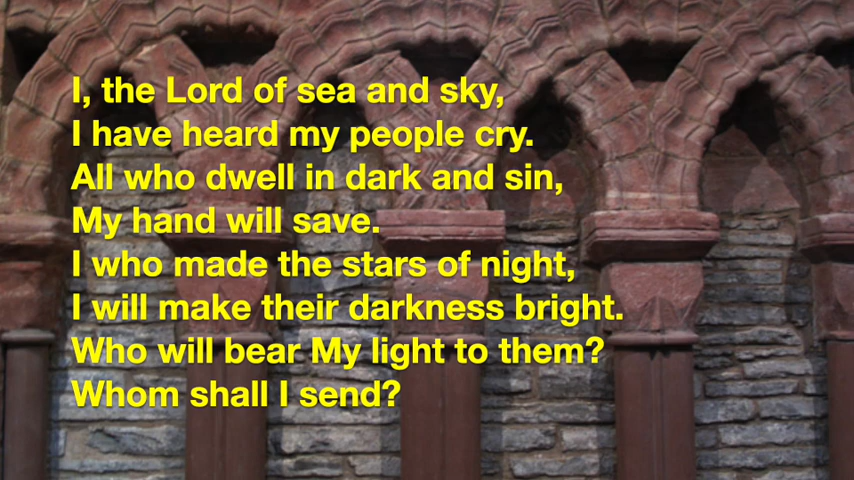 I, the Lord of sea and sky,
I have heard my people cry.
All who dwell in dark and sin,
My hand will save.
I who made the stars of night,
I will make their darkness bright.
Who will bear My light to them?
Whom shall I send?